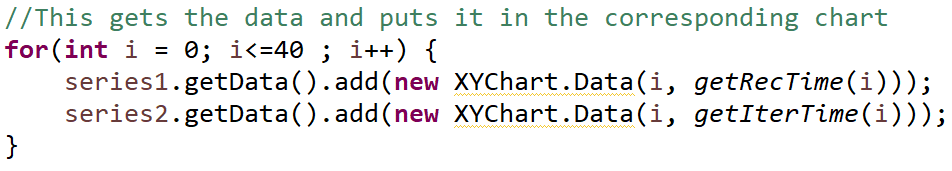 //This gets the data and puts it in the corresponding chart
for(int i = 0; i<=40 ; i++) {
    series1.getData().add(new XYChart.Data(i, getRecTime(i)));
    series2.getData().add(new XYChart.Data(i, getIterTime(i)));
}